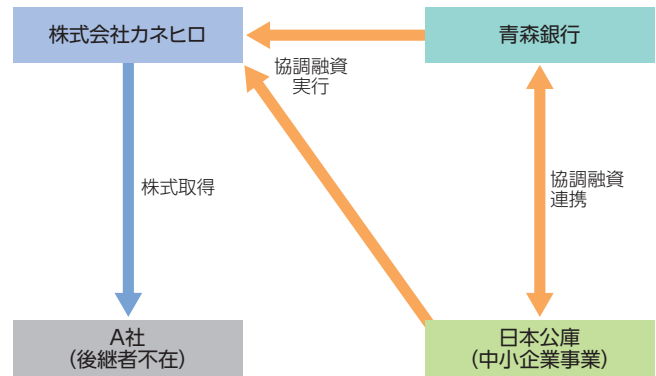 株式会社カネヒロ
青森銀行
協調融資
実行
株式取得
協調融資
連携
A社
(後継者不在)
日本公庫
(中小企業事業)